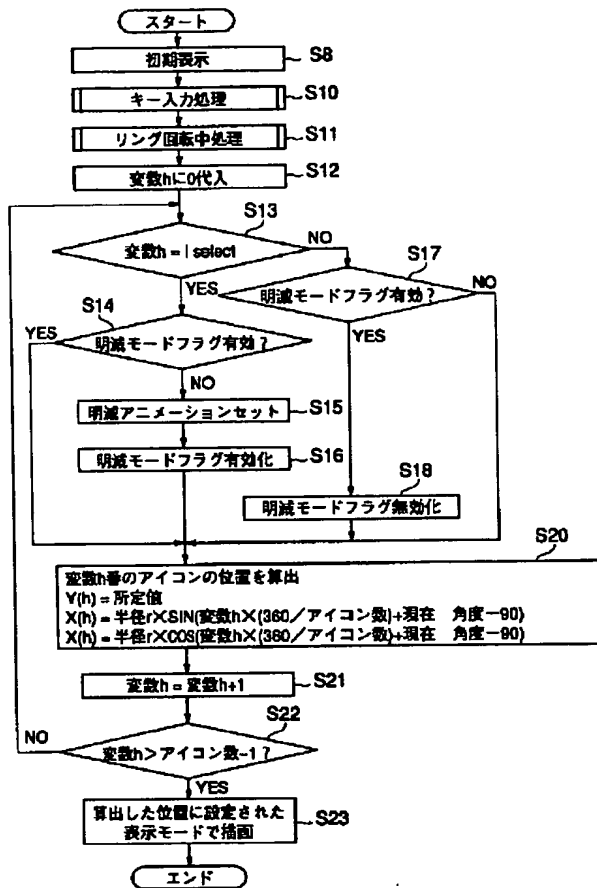 スタート
初期表示
S8
キー入力処理
S10
リング回転中処理
S11
変数hに0代入
S12
S13
変数h = I select
NO
S17
YES
明滅モードフラグ有効?
NO
S14
YES
明滅モードフラグ有効?
YES
NO
明滅アニメーションセット
S15
明滅モードフラグ有効化
S16
S18
明滅モードフラグ無効化
S20
変数h番のアイコンの位置を算出
Y(h) = 所定値
X(h) = 半径r×SIN(変数h×(360/アイコン数)+現在 角度-90)
X(h) = 半径r×COS(変数h×(360/アイコン数)+現在 角度-90)
変数h = 変数h+1
S21
S22
NO
変数h>アイコン数-1?
YES
算出した位置に設定された
表示モードで描画
S23
エンド